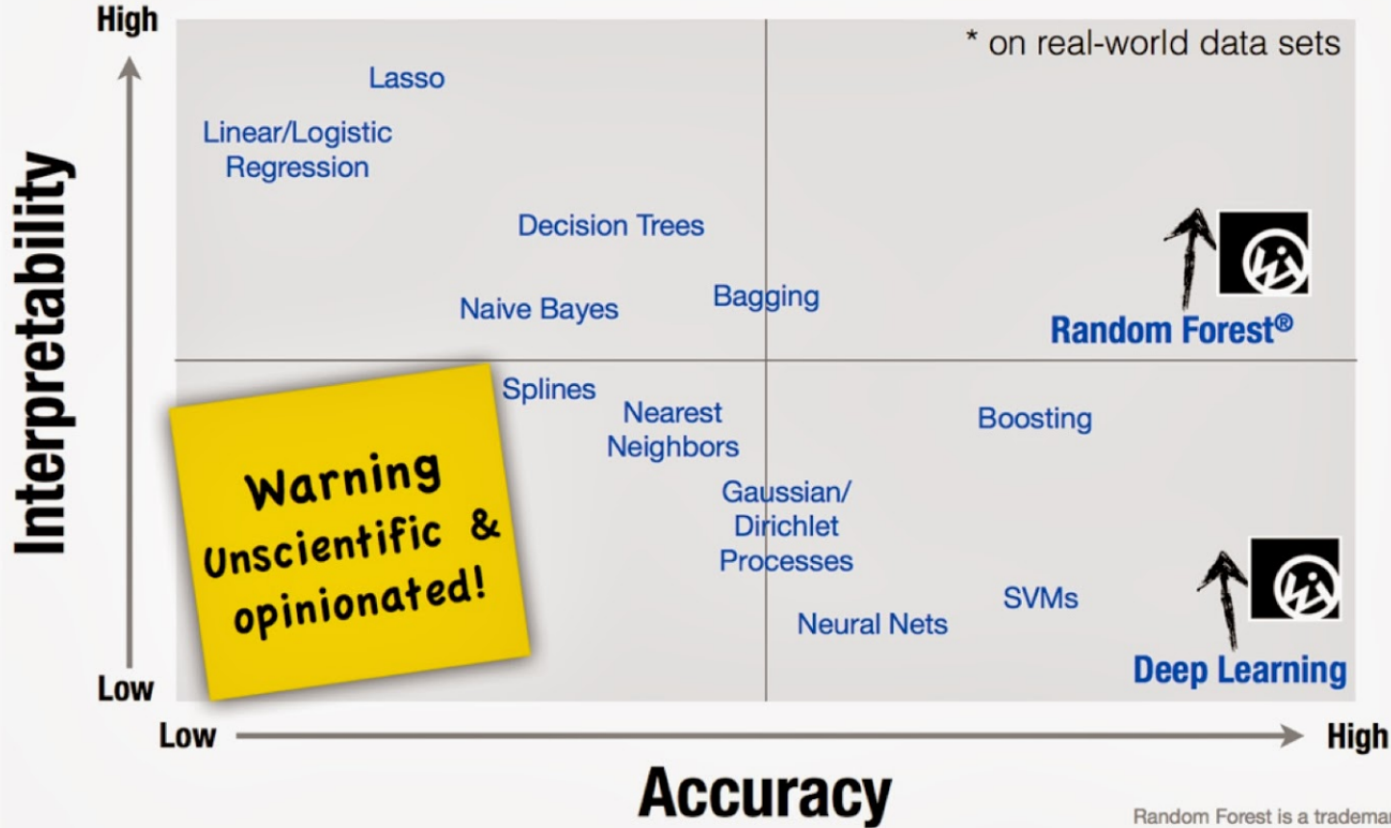 High
* on real-world data sets
Lasso
Linear/Logistic
Regression
Decision Trees
Naive Bayes
Bagging
Random Forest®
Interpretability
Splines
Nearest
Neighbors
Boosting
Warning
Unscientific &
opinionated!
Gaussian/
Dirichlet
Processes
SVMs
Neural Nets
Deep Learning
Low
Low
High
Accuracy
Random Forest is a trademar